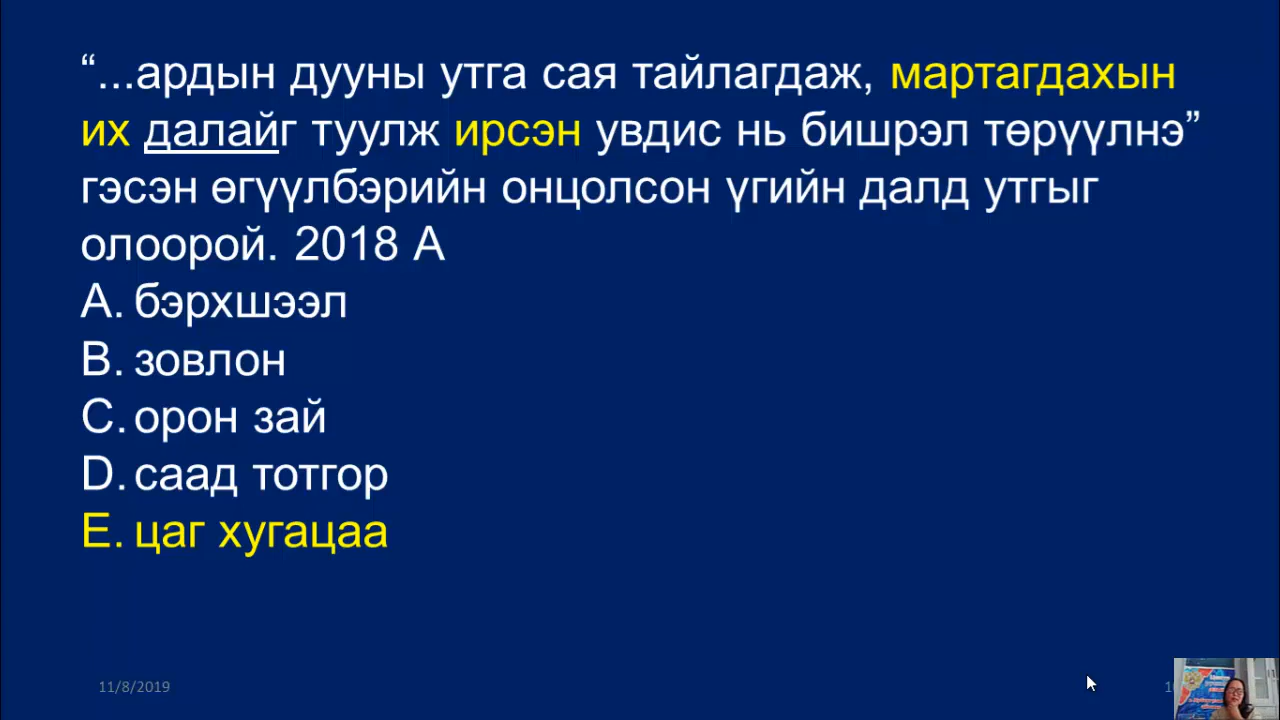 “...ардын дууны утга сая тайлагдаж, мартагдахын
их далайг туулж ирсэн увдис нь бишрэл төрүүлнэ”
гэсэн өгүүлбэрийн онцолсон үгийн далд утгыг
олоорой. 2018 А
A. бэрхшээл
B. зовлон
C. орон зай
D. саад тотгор
E. цаг хугацаа
11/8/2019